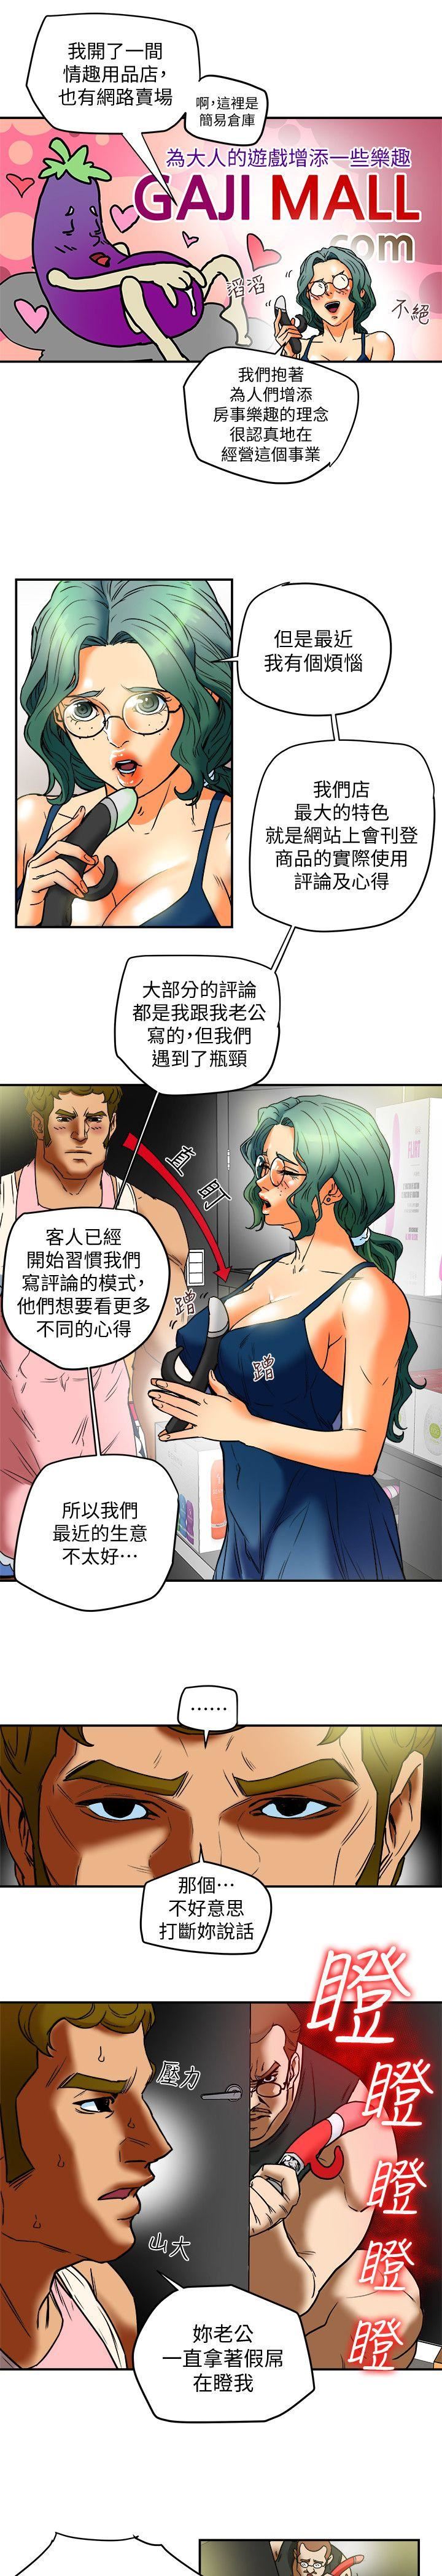 我開了一間
情趣用品店，
也有網路賣場
啊，這裡是
簡易倉庫
為大人的遊戲增添一些樂趣
GAJI MALL
.com
滔滔
不絕
我們抱著
為人們增添
房事樂趣的理念
很認真地在
經營這個事業
但是最近
我有個煩惱
我們店
最大的特色
就是網站上會刊登
商品的實際使用
評論及心得
大部分的評論
都是我跟我老公
寫的，但我們
遇到了瓶頸
直盯
FLIRT
客人已經
開始習慣我們
寫評論的模式，
他們想要看更多
不同的心得
蹭
蹭
所以我們
最近的生意
不太好…
……
那個…
不好意思
打斷妳說話
瞪
瞪
瞪
瞪
瞪
壓力
山大
妳老公
一直拿著假屌
在瞪我